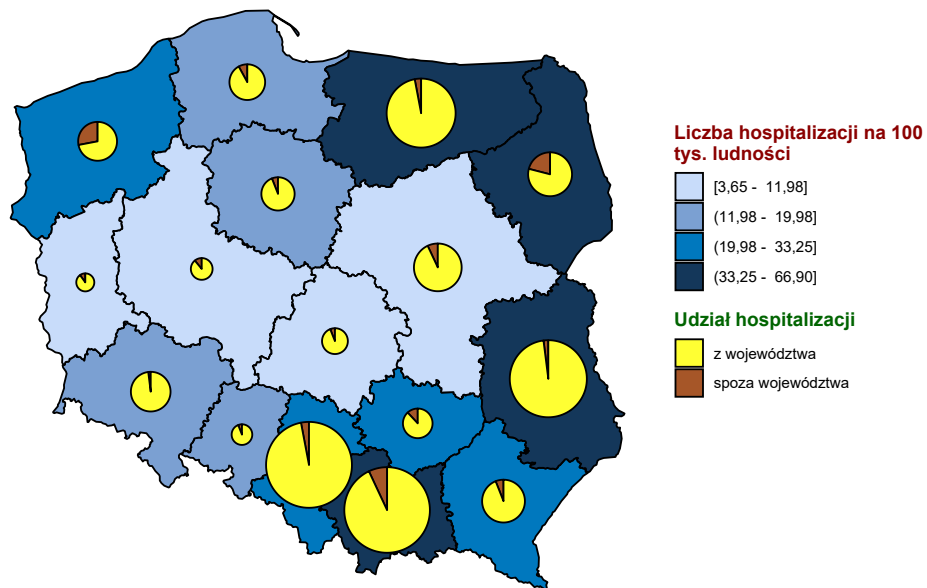 Liczba hospitalizacji na 100
tys. ludności
[3,65 - 11,98]
(11,98 - 19,98]
(19,98 - 33,25]
(33,25 - 66,90]
Udział hospitalizacji
z województwa
spoza województwa